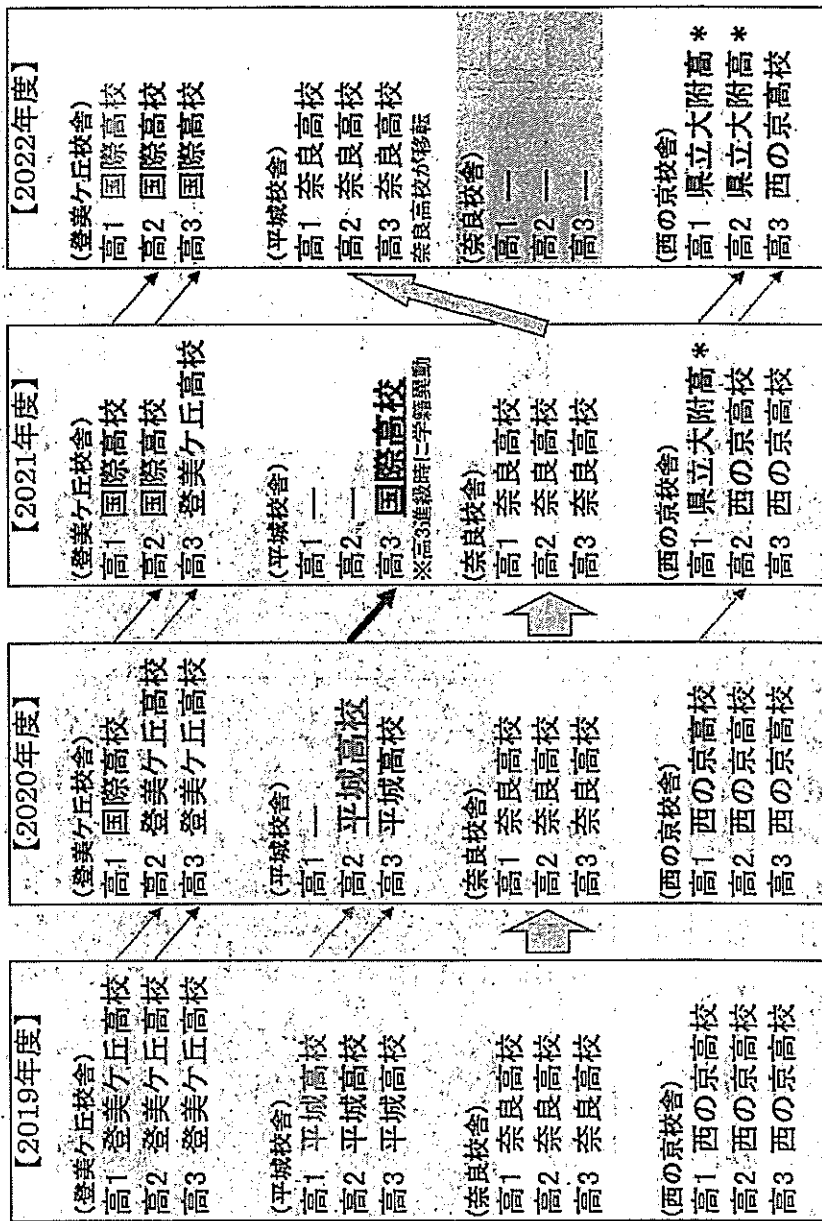 【2019年度】
(登美ケ丘校舎)
高1 登美ケ丘高校
高2 登美ケ丘高校
高3 登美ケ丘高校
(平城校舎)
高1 平城高校
高2 平城高校
高3 平城高校
(奈良校舎)
高1 奈良高校
高2 奈良高校
高3 奈良高校
(西の京校舎)
高1 西の京高校
高2 西の京高校
高3 西の京高校
【2020年度】
(登美ケ丘校舎)
高1 国際高校
高2 登美ケ丘高校
高3 登美ケ丘高校
(平城校舎)
高1 ―
高2 平城高校
高3 平城高校
(奈良校舎)
高1 奈良高校
高2 奈良高校
高3 奈良高校
(西の京校舎)
高1 西の京高校
高2 西の京高校
高3 西の京高校
【2021年度】
(登美ケ丘校舎)
高1 国際高校
高2 国際高校
高3 登美ケ丘高校
(平城校舎)
高1 ―
高2 ―
高3 国際高校
※高3進級時に学籍異動
(奈良校舎)
高1 奈良高校
高2 奈良高校
高3 奈良高校
(西の京校舎)
高1 県立大附高*
高2 西の京高校
高3 西の京高校
【2022年度】
(登美ケ丘校舎)
高1 国際高校
高2 国際高校
高3 国際高校
(平城校舎)
高1 奈良高校
高2 奈良高校
高3 奈良高校
奈良高校が移転
(奈良校舎)
高1 ―
高2 ―
高3 ―
(西の京校舎)
高1 県立大附高*
高2 県立大附高*
高3 西の京高校